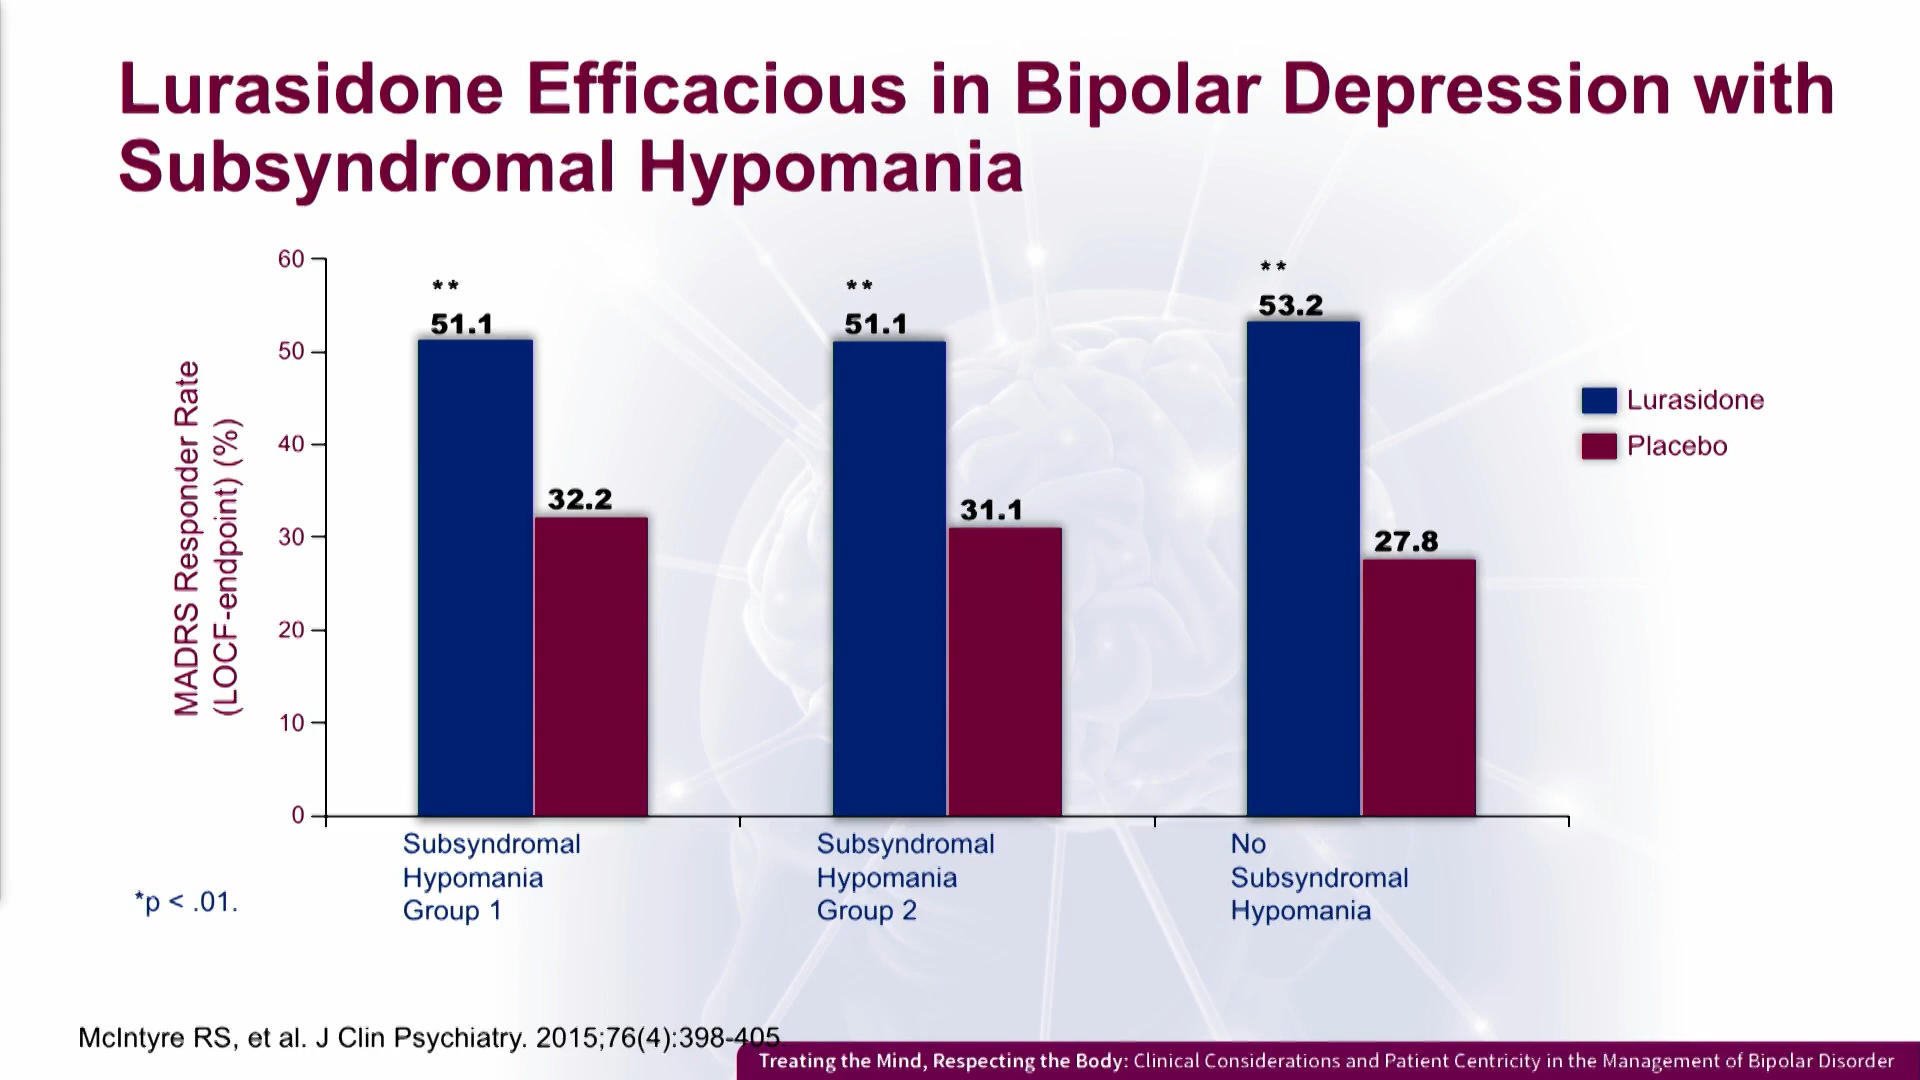 Lurasidone Efficacious in Bipolar Depression with
Subsyndromal Hypomania
MADRS Responder Rate
(LOCF-endpoint) (%)
60
50
40
30
20
10
0
**
51.1
32.2
**
51.1
31.1
**
53.2
27.8
Lurasidone
Placebo
Subsyndromal
Hypomania
Group 1
Subsyndromal
Hypomania
Group 2
No
Subsyndromal
Hypomania
*p < .01.
McIntyre RS, et al. J Clin Psychiatry. 2015;76(4):398-405.
Treating the Mind, Respecting the Body: Clinical Considerations and Patient Centricity in the Management of Bipolar Disorder